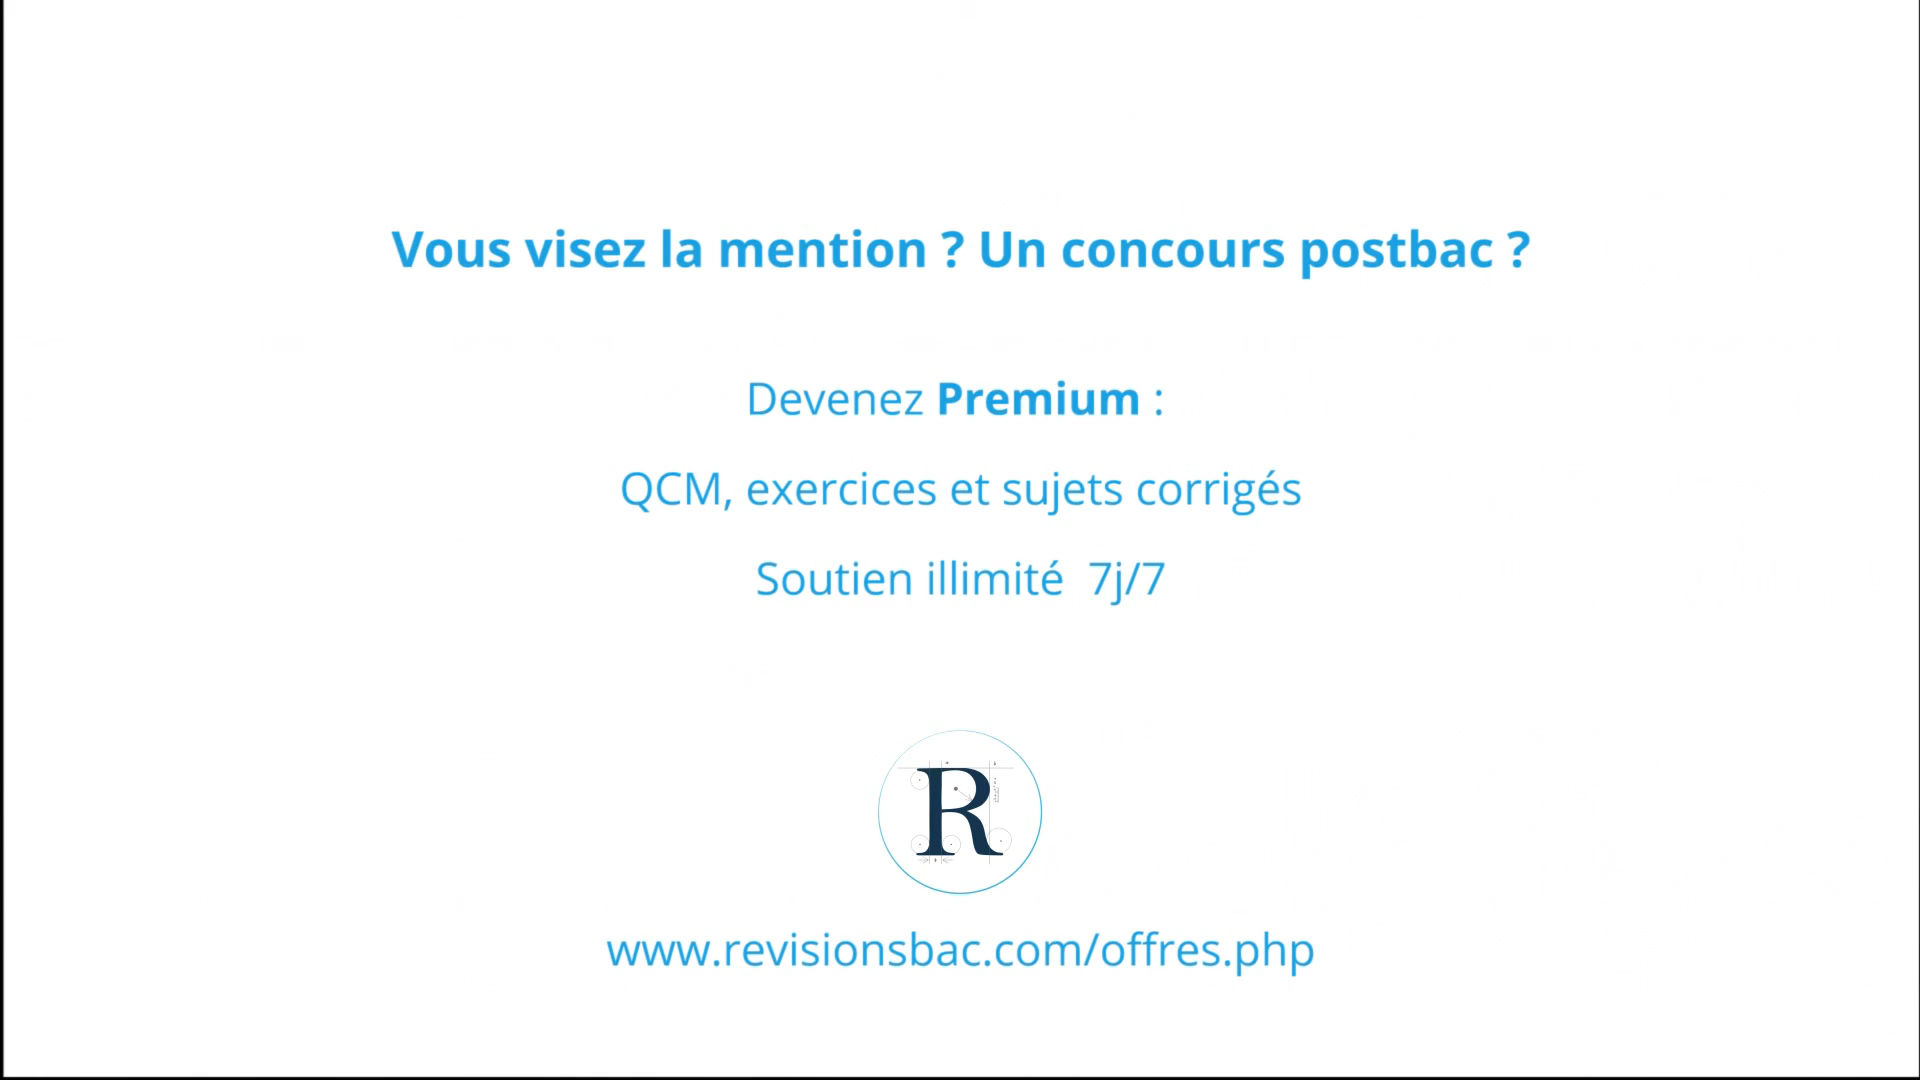 Vous visez la mention ? Un concours postbac ?
Devenez Premium :
QCM, exercices et sujets corrigés
Soutien illimité 7j/7
R
www.revisionsbac.com/offres.php